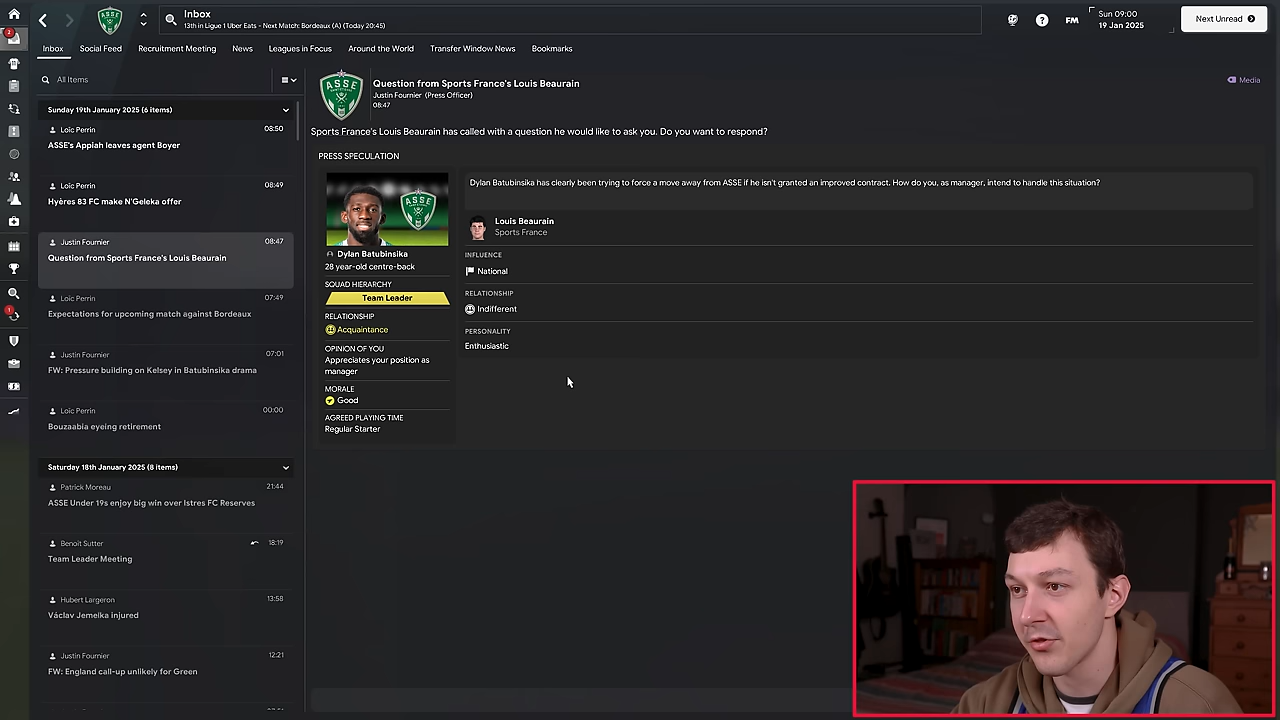 Inbox
13th in Ligue 1 Uber Eats - Next Match: Bordeaux (A) (Today 20:45)
FM
Sun 09:00
19 Jan 2025
Next Unread
2
Inbox
Social Feed
Recruitment Meeting
News
Leagues in Focus
Around the World
Transfer Window News
Bookmarks
All Items
Sunday 19th January 2025 (6 items)
Loïc Perrin
08:50
ASSE's Appiah leaves agent Boyer
Loïc Perrin
08:49
Hyères 83 FC make N'Geleka offer
Justin Fournier
08:47
Question from Sports France's Louis Beaurain
Loïc Perrin
07:49
Expectations for upcoming match against Bordeaux
1
Justin Fournier
07:01
FW: Pressure building on Kelsey in Batubinsika drama
Loïc Perrin
00:00
Bouzaabia eyeing retirement
Saturday 18th January 2025 (8 items)
Patrick Moreau
21:44
ASSE Under 19s enjoy big win over Istres FC Reserves
Benoit Sutter
18:19
Team Leader Meeting
Hubert Largeron
13:58
Václav Jemelka injured
Justin Fournier
12:21
FW: England call-up unlikely for Green
ASSE
Question from Sports France's Louis Beaurain
Justin Fournier (Press Officer)
08:47
Media
Sports France's Louis Beaurain has called with a question he would like to ask you. Do you want to respond?
PRESS SPECULATION
ASSE
Dylan Batubinsika
28 year-old centre-back
SQUAD HIERARCHY
Team Leader
RELATIONSHIP
Acquaintance
OPINION OF YOU
Appreciates your position as
manager
MORALE
Good
AGREED PLAYING TIME
Regular Starter
Dylan Batubinsika has clearly been trying to force a move away from ASSE if he isn't granted an improved contract. How do you, as manager, intend to handle this situation?
Louis Beaurain
Sports France
INFLUENCE
National
RELATIONSHIP
Indifferent
PERSONALITY
Enthusiastic